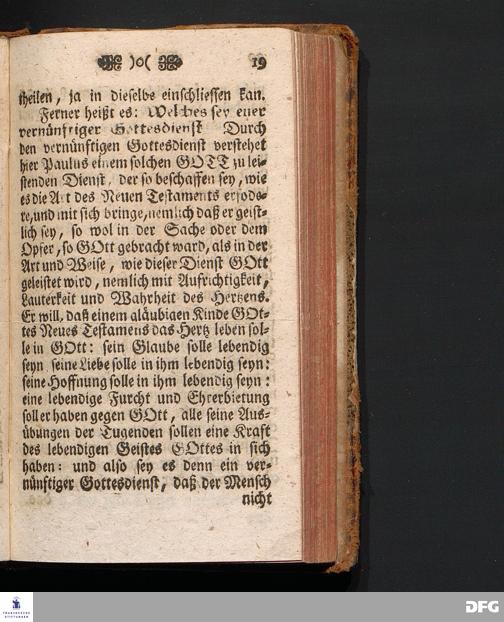 )o( 19
theilen, ja in dieselbe einschliessen kan.
Ferner heißt es: Welches sey euer
vernünftiger Gottesdienst Durch
den vernünftigen Gottesdienst verstehet
hier Paulus einem solchen GOTT zu lei-
stenden Dienst, der so beschaffen sey, wie
es die Art des Neuen Testaments erfode-
re, und mit sich bringe, nemlich daß er geist-
lich sey, so wol in der Sache oder dem
Opfer, so GOtt gebracht ward, als in der
Art und Weise, wie dieser Dienst GOtt
geleistet wird, nemlich mit Aufrichtigkeit,
Lauterkeit und Wahrheit des Hertzens.
Er will, daß einem gläubigen Kinde GOt-
tes Neues Testamens das Hertz leben sol-
le in GOtt: sein Glaube solle lebendig
seyn seine Liebe solle in ihm lebendig seyn:
seine Hoffnung solle in ihm lebendig seyn:
eine lebendige Furcht und Ehrerbietung
soll er haben gegen GOtt, alle seine Aus-
übungen der Tugenden sollen eine Kraft
des lebendigen Geistes GOttes in sich
haben: und also sey es denn ein ver-
nünftiger Gottesdienst, daß der Mensch
nicht
FRANCKESCHE
STIFTUNGEN
DFG